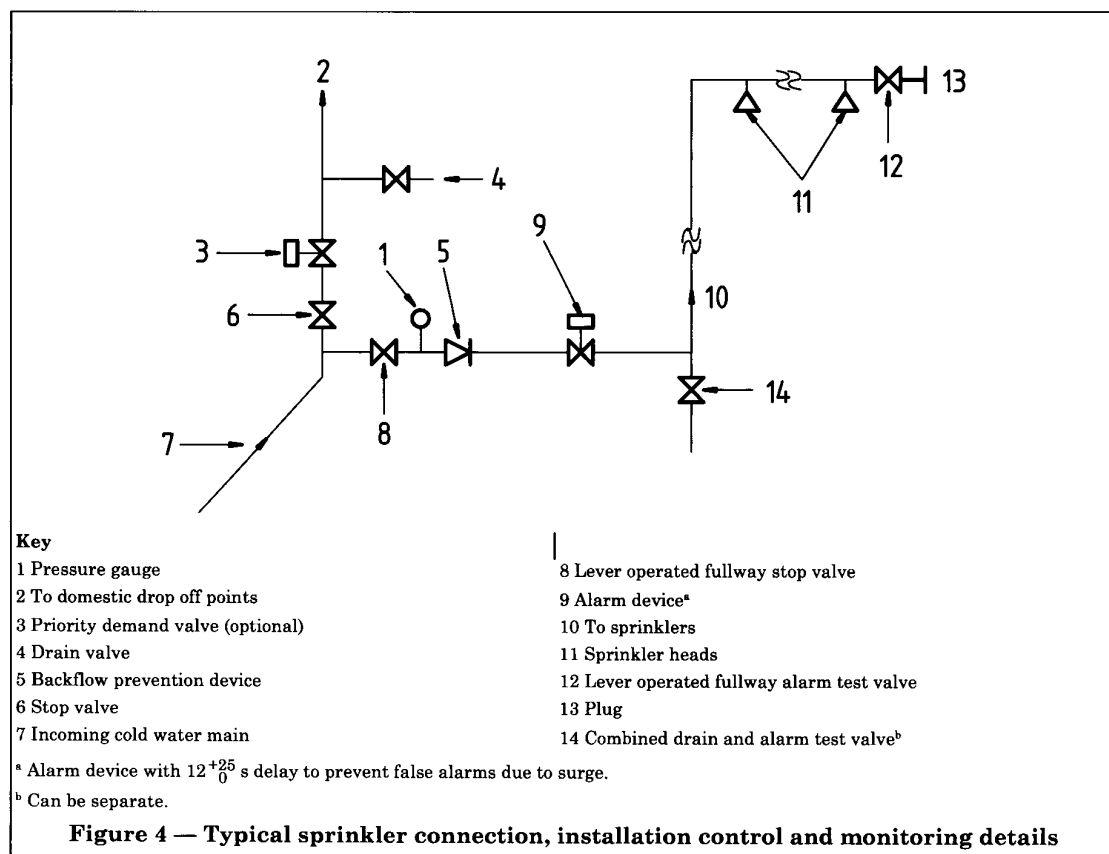 2
13
4
12
11
9
3
1
5
10
6
14
8
7
Key
1 Pressure gauge
2 To domestic drop off points
3 Priority demand valve (optional)
4 Drain valve
5 Backflow prevention device
6 Stop valve
7 Incoming cold water main
8 Lever operated fullway stop valve
9 Alarm deviceᵃ
10 To sprinklers
11 Sprinkler heads
12 Lever operated fullway alarm test valve
13 Plug
14 Combined drain and alarm test valveᵇ
ᵃ Alarm device with 12 +25 0 s delay to prevent false alarms due to surge.
ᵇ Can be separate.
Figure 4 — Typical sprinkler connection, installation control and monitoring details